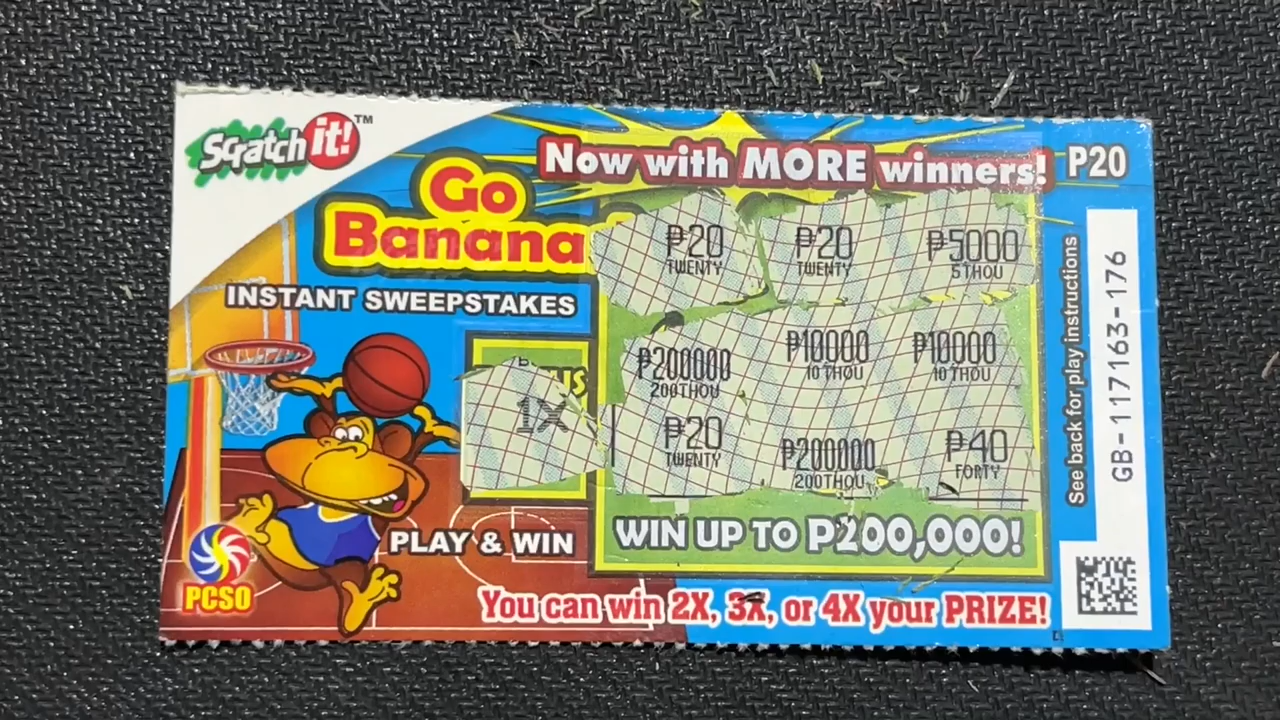 Scratch it!™
Now with MORE winners!
P20
Go
Banana
INSTANT SWEEPSTAKES
₱20
TWENTY
₱20
TWENTY
₱5000
5THOU
₱200000
200THOU
₱10000
10THOU
₱10000
10THOU
1X
₱20
TWENTY
₱200000
200THOU
₱40
FORTY
See back for play instructions
GB-117163-176
PLAY & WIN
WIN UP TO P200,000!
PCSO
You can win 2X, 3X, or 4X your PRIZE!